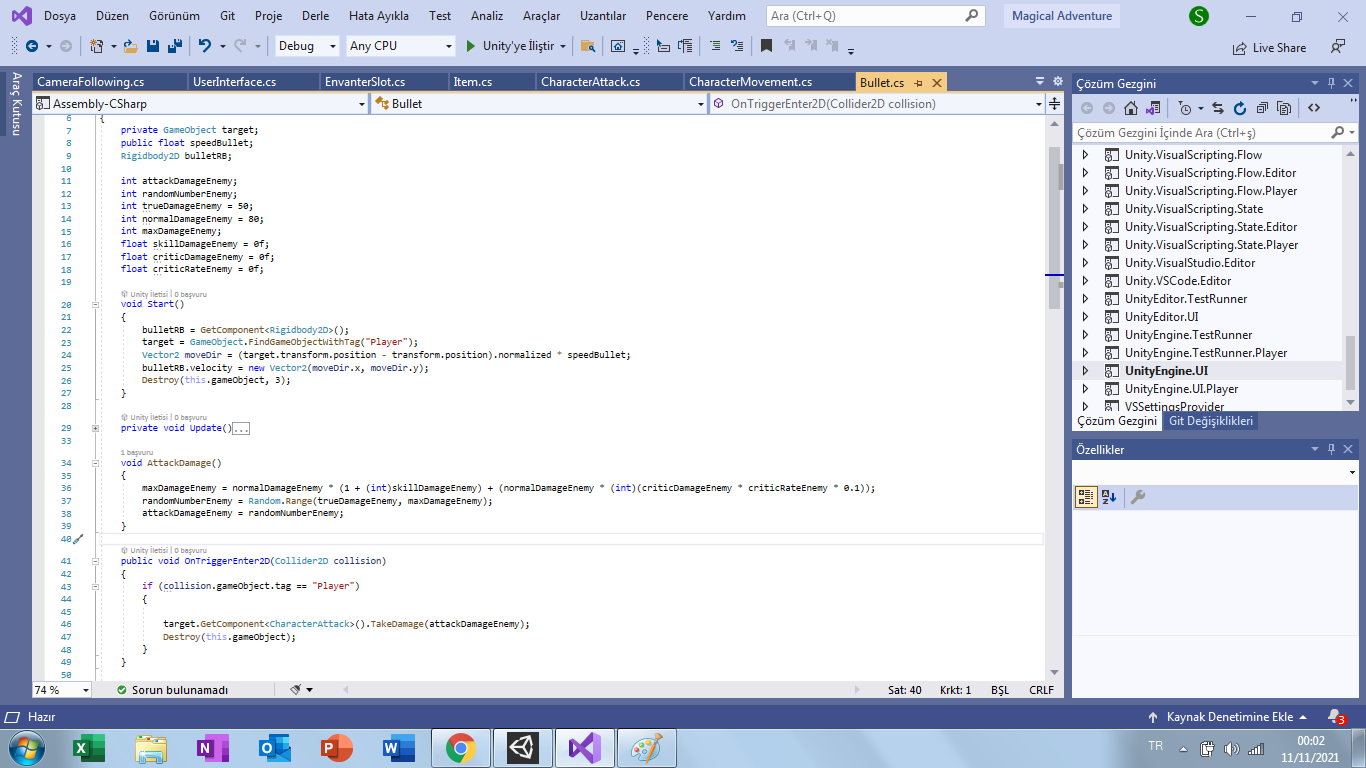 Dosya Düzen Görünüm Git Proje Derle Hata Ayıkla Test Analiz Araçlar Uzantılar Pencere Yardım Ara (Ctrl+Q) Magical Adventure S
Debug Any CPU Unity'ye İliştir Live Share
Araç Kutusu
CameraFollowing.cs UserInterface.cs EnvanterSlot.cs Item.cs CharacterAttack.cs CharacterMovement.cs Bullet.cs
Assembly-CSharp Bullet OnTriggerEnter2D(Collider2D collision)
6 {
7 private GameObject target;
8 public float speedBullet;
9 Rigidbody2D bulletRB;
10
11 int attackDamageEnemy;
12 int randomNumberEnemy;
13 int trueDamageEnemy = 50;
14 int normalDamageEnemy = 80;
15 int maxDamageEnemy;
16 float skillDamageEnemy = 0f;
17 float criticDamageEnemy = 0f;
18 float criticRateEnemy = 0f;
19
Unity İletisi | 0 başvuru
20 void Start()
21 {
22 bulletRB = GetComponent<Rigidbody2D>();
23 target = GameObject.FindGameObjectWithTag("Player");
24 Vector2 moveDir = (target.transform.position - transform.position).normalized * speedBullet;
25 bulletRB.velocity = new Vector2(moveDir.x, moveDir.y);
26 Destroy(this.gameObject, 3);
27 }
28
Unity İletisi | 0 başvuru
29 private void Update()...
33
1 başvuru
34 void AttackDamage()
35 {
36 maxDamageEnemy = normalDamageEnemy * (1 + (int)skillDamageEnemy) + (normalDamageEnemy * (int)(criticDamageEnemy * criticRateEnemy * 0.1));
37 randomNumberEnemy = Random.Range(trueDamageEnemy, maxDamageEnemy);
38 attackDamageEnemy = randomNumberEnemy;
39 }
40
Unity İletisi | 0 başvuru
41 public void OnTriggerEnter2D(Collider2D collision)
42 {
43 if (collision.gameObject.tag == "Player")
44 {
45
46 target.GetComponent<CharacterAttack>().TakeDamage(attackDamageEnemy);
47 Destroy(this.gameObject);
48 }
49 }
50
74 % Sorun bulunamadı Sat: 40 Krkt: 1 BŞL CRLF
Çözüm Gezgini
Çözüm Gezgini İçinde Ara (Ctrl+ş)
Unity.VisualScripting.Flow
Unity.VisualScripting.Flow.Editor
Unity.VisualScripting.Flow.Player
Unity.VisualScripting.State
Unity.VisualScripting.State.Editor
Unity.VisualScripting.State.Player
Unity.VisualStudio.Editor
Unity.VSCode.Editor
UnityEditor.TestRunner
UnityEditor.UI
UnityEngine.TestRunner
UnityEngine.TestRunner.Player
UnityEngine.UI
UnityEngine.UI.Player
VSSettingsProvider
Çözüm Gezgini Git Değişiklikleri
Özellikler
Hazır Kaynak Denetimine Ekle 3
TR 00:02
11/11/2021